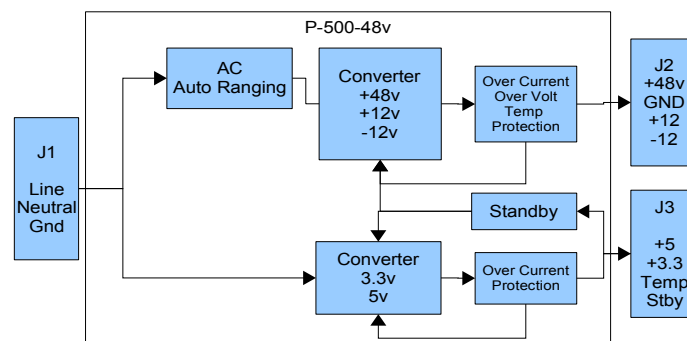 P-500-48v
AC
Auto Ranging
Converter
+48v
+12v
-12v
Over Current
Over Volt
Temp
Protection
J2
+48v
GND
+12
-12
J1
Line
Neutral
Gnd
Standby
J3
+5
+3.3
Temp
Stby
Converter
3.3v
5v
Over Current
Protection